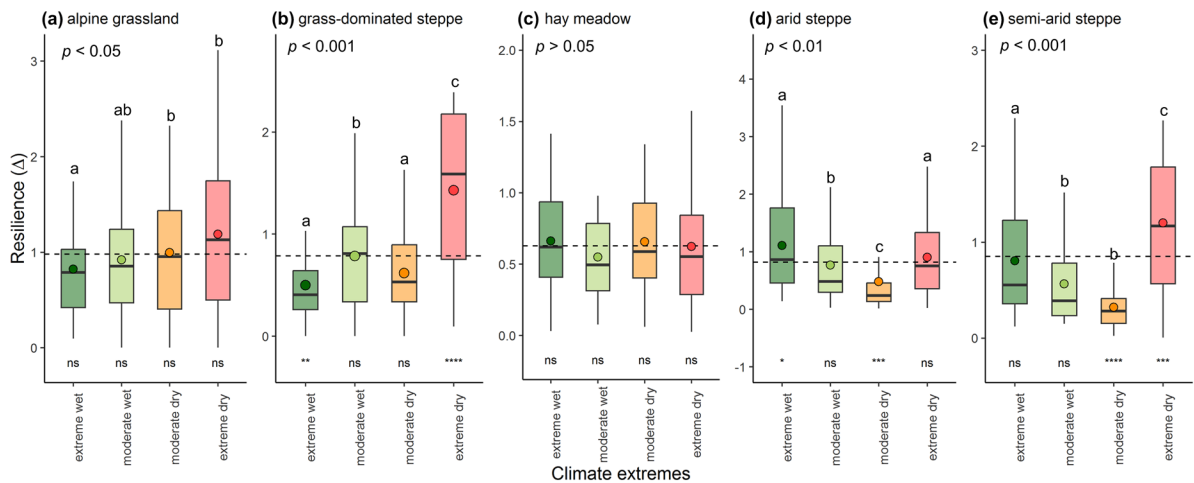 (a) alpine grassland
(b) grass-dominated steppe
(c) hay meadow
(d) arid steppe
(e) semi-arid steppe
Resilience (Δ)
p < 0.05
3
2
1
0
a
ab
b
b
ns
ns
ns
ns
extreme wet
moderate wet
moderate dry
extreme dry
p < 0.001
2
1
0
a
b
a
c
**
ns
ns
****
extreme wet
moderate wet
moderate dry
extreme dry
p > 0.05
2.0
1.5
1.0
0.5
0.0
ns
ns
ns
ns
extreme wet
moderate wet
moderate dry
extreme dry
p < 0.01
4
3
2
1
0
-1
a
b
c
a
*
ns
***
ns
extreme wet
moderate wet
moderate dry
extreme dry
p < 0.001
3
2
1
0
a
b
b
c
ns
ns
****
***
extreme wet
moderate wet
moderate dry
extreme dry
Climate extremes